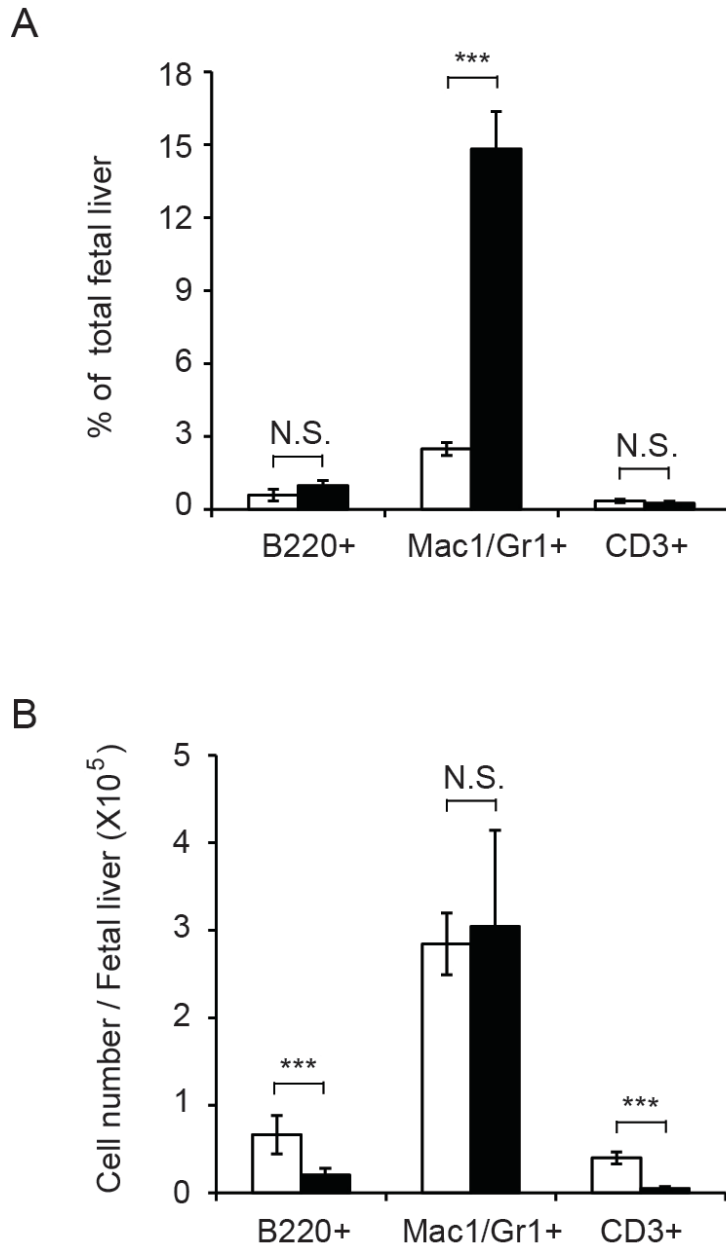 A
% of total fetal liver
18
15
12
9
6
3
0
N.S.
***
N.S.
B220+ Mac1/Gr1+ CD3+
B
Cell number / Fetal liver (X10⁵)
5
4
3
2
1
0
***
N.S.
***
B220+ Mac1/Gr1+ CD3+